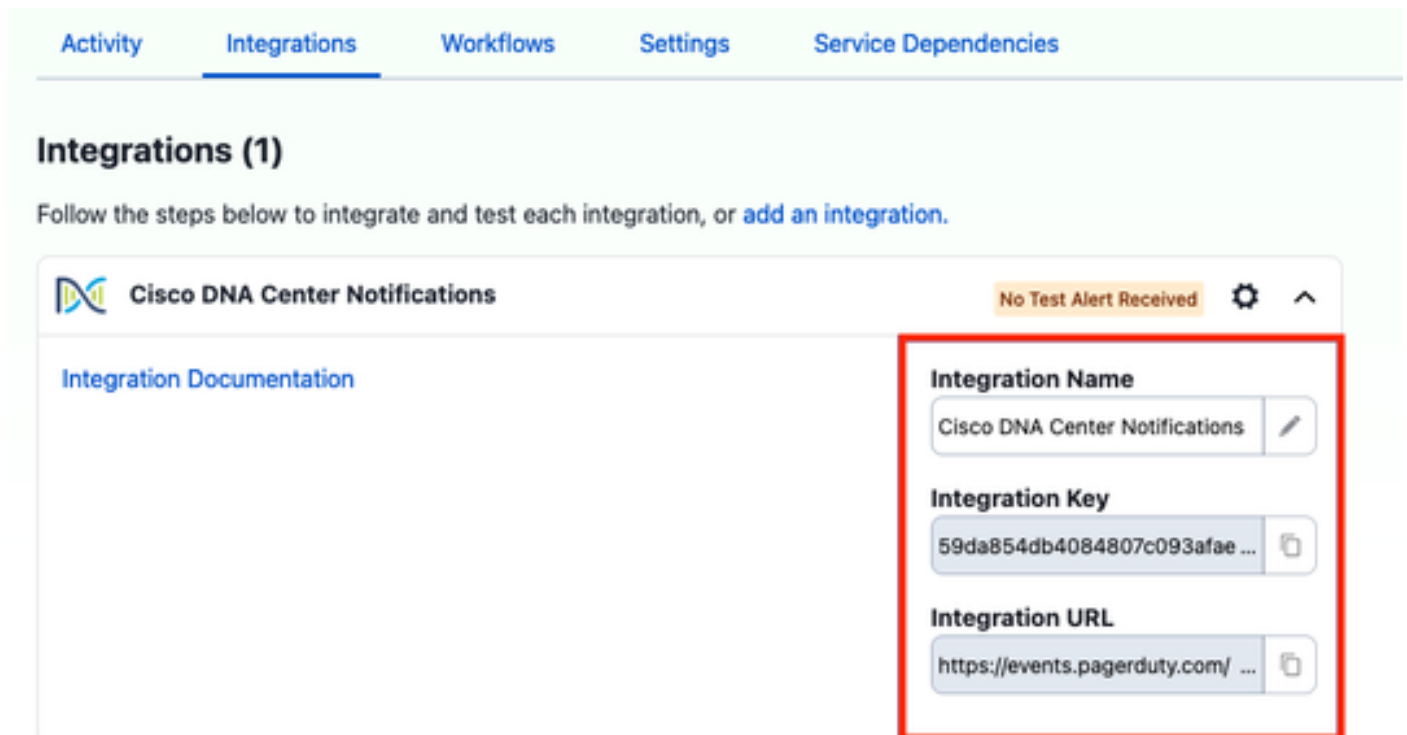 Activity Integrations Workflows Settings Service Dependencies
Integrations (1)
Follow the steps below to integrate and test each integration, or add an integration.
Cisco DNA Center Notifications No Test Alert Received
Integration Documentation
Integration Name
Cisco DNA Center Notifications
Integration Key
59da854db4084807c093afae ...
Integration URL
https://events.pagerduty.com/ ...